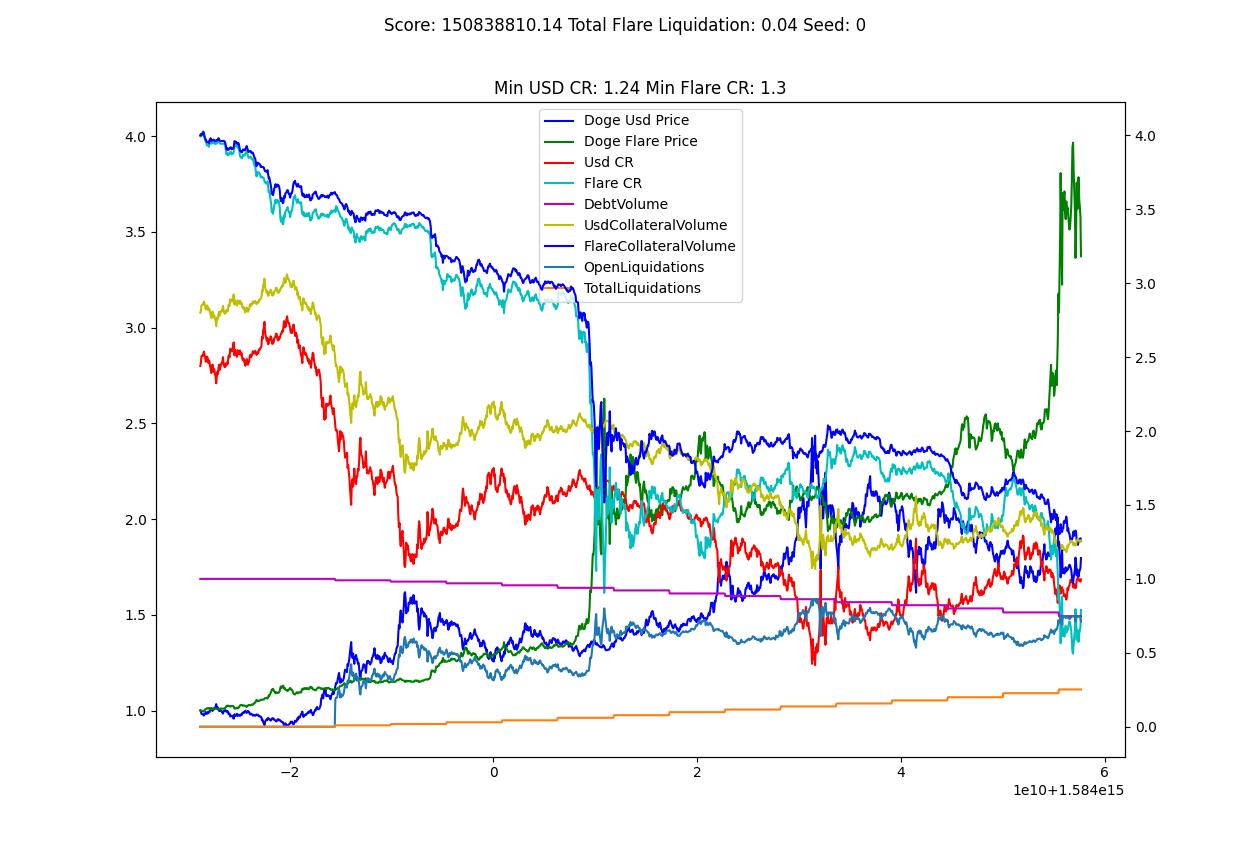 Score: 150838810.14 Total Flare Liquidation: 0.04 Seed: 0
Min USD CR: 1.24 Min Flare CR: 1.3
Doge Usd Price
Doge Flare Price
Usd CR
Flare CR
DebtVolume
UsdCollateralVolume
FlareCollateralVolume
OpenLiquidations
TotalLiquidations
4.0
3.5
3.0
2.5
2.0
1.5
1.0
4.0
3.5
3.0
2.5
2.0
1.5
1.0
0.5
0.0
−2
0
2
4
6
1e10+1.584e15